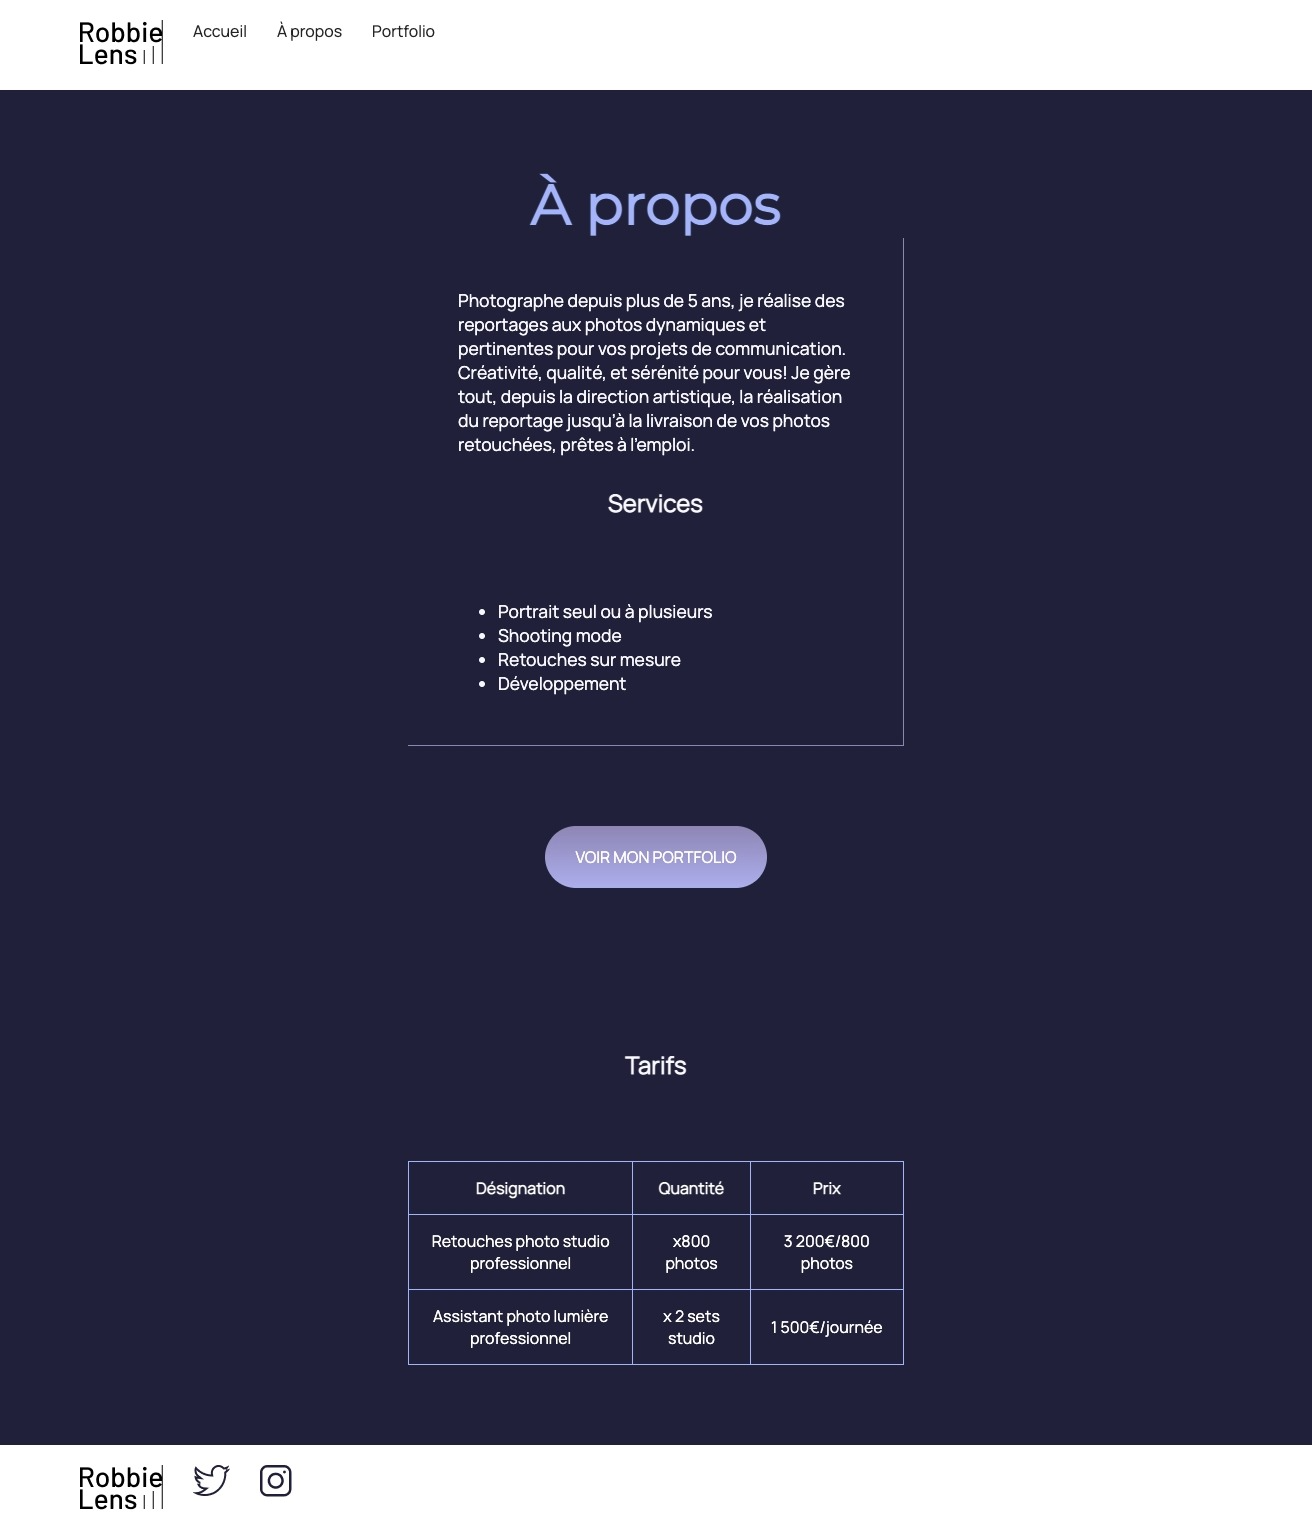 Robbie
Lens
Accueil
À propos
Portfolio
À propos
Photographe depuis plus de 5 ans, je réalise des
reportages aux photos dynamiques et
pertinentes pour vos projets de communication.
Créativité, qualité, et sérénité pour vous! Je gère
tout, depuis la direction artistique, la réalisation
du reportage jusqu’à la livraison de vos photos
retouchées, prêtes à l’emploi.
Services
• Portrait seul ou à plusieurs
• Shooting mode
• Retouches sur mesure
• Développement
VOIR MON PORTFOLIO
Tarifs
Désignation
Quantité
Prix
Retouches photo studio
professionnel
x800
photos
3 200€/800
photos
Assistant photo lumière
professionnel
x 2 sets
studio
1 500€/journée
Robbie
Lens